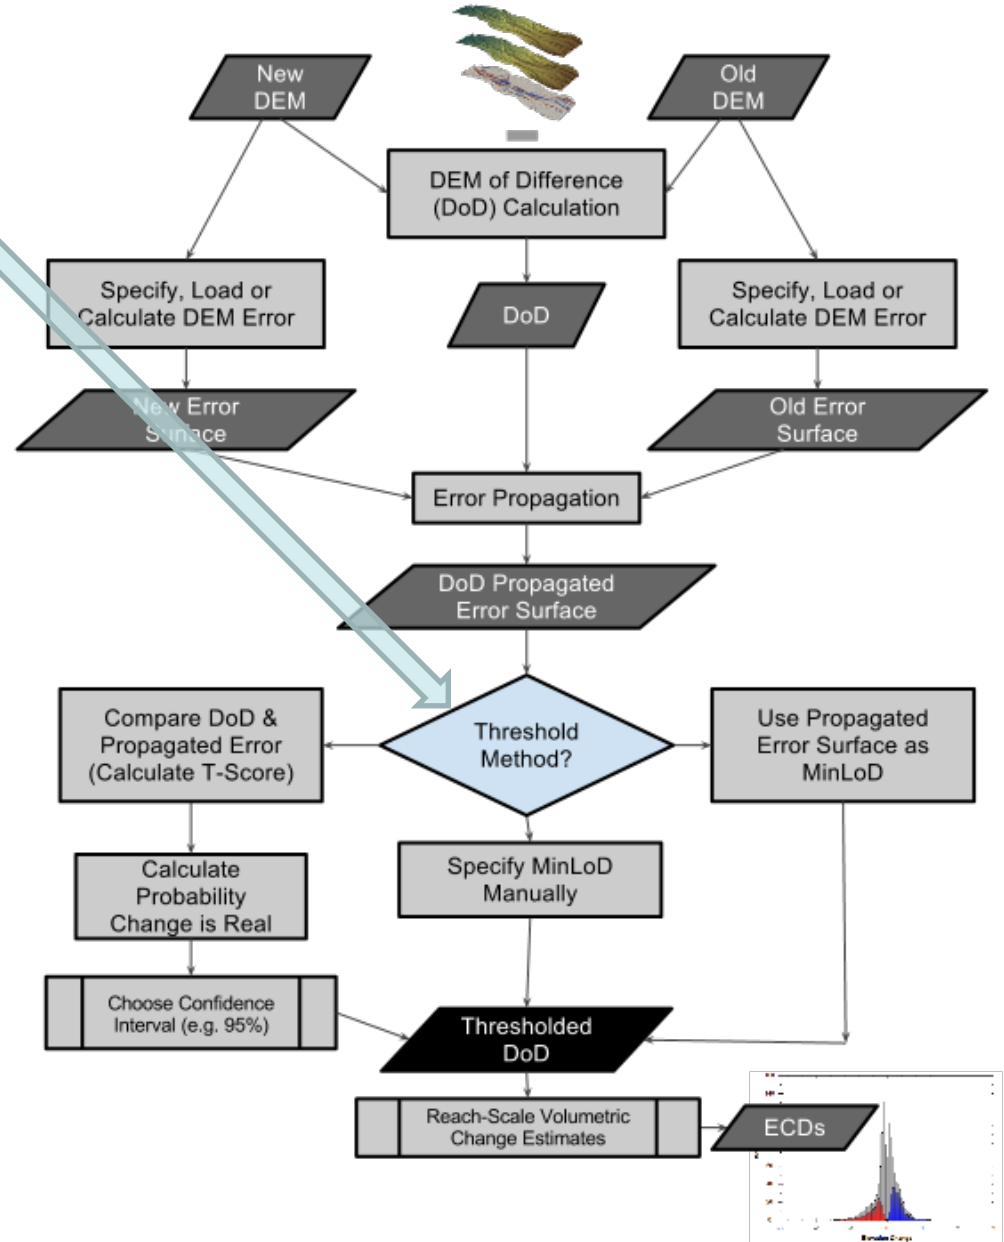 New
DEM
Old
DEM
DEM of Difference
(DoD) Calculation
Specify, Load or
Calculate DEM Error
DoD
Specify, Load or
Calculate DEM Error
New Error
Surface
Old Error
Surface
Error Propagation
DoD Propagated
Error Surface
Threshold
Method?
Compare DoD &
Propagated Error
(Calculate T-Score)
Use Propagated
Error Surface as
MinLoD
Calculate
Probability
Change is Real
Specify MinLoD
Manually
Choose Confidence
Interval (e.g. 95%)
Thresholded
DoD
Reach-Scale Volumetric
Change Estimates
ECDs